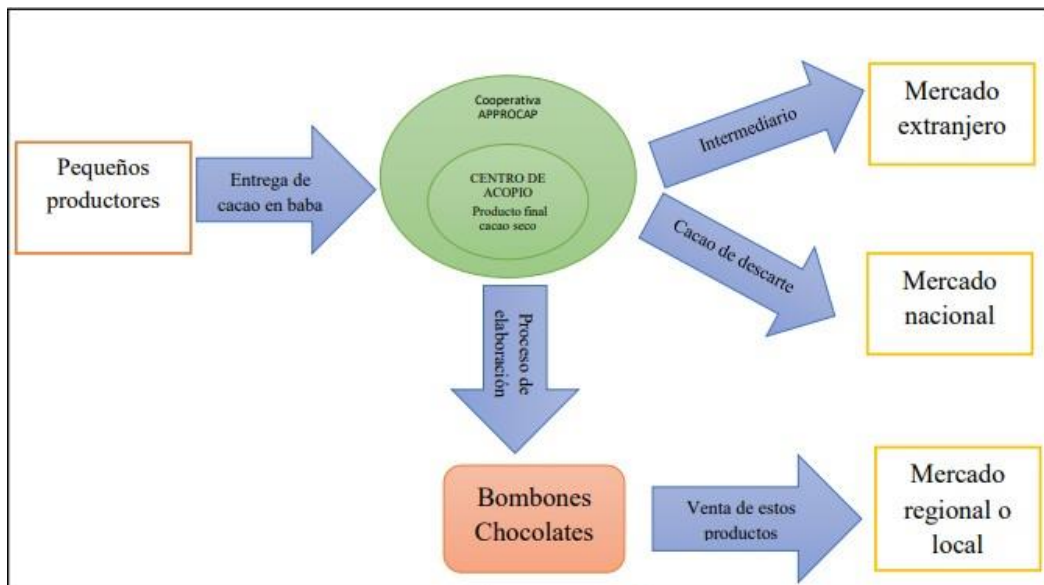 Pequeños
productores
Entrega de
cacao en baba
Cooperativa
APPROCAP
CENTRO DE
ACOPIO
Producto final
cacao seco
Intermediario
Mercado
extranjero
Cacao de descarte
Mercado
nacional
Proceso de
elaboración
Bombones
Chocolates
Venta de estos
productos
Mercado
regional o
local